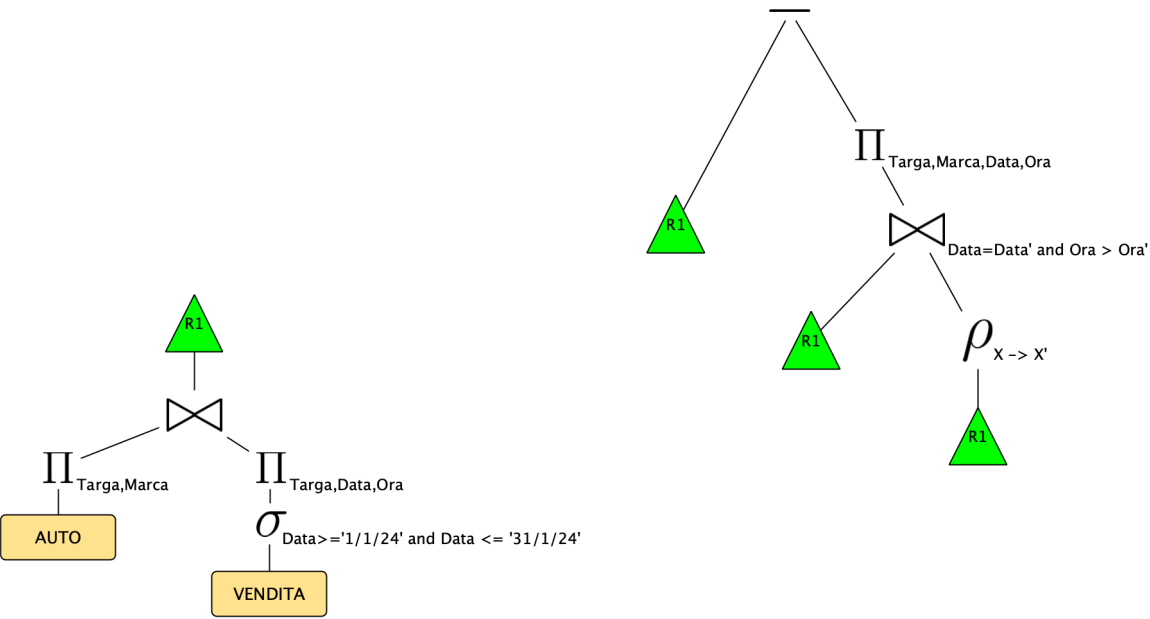 Π Targa,Marca,Data,Ora
R1
⋈ Data=Data' and Ora > Ora'
R1
ρ X –> X'
R1
R1
⋈
Π Targa,Marca
Π Targa,Data,Ora
AUTO
σ Data>='1/1/24' and Data <= '31/1/24'
VENDITA